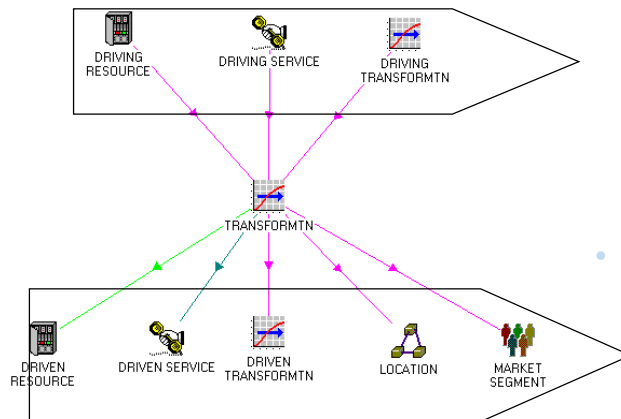 DRIVING
RESOURCE
DRIVING SERVICE
DRIVING
TRANSFORMTN
TRANSFORMTN
DRIVEN
RESOURCE
DRIVEN SERVICE
DRIVEN
TRANSFORMTN
LOCATION
MARKET
SEGMENT